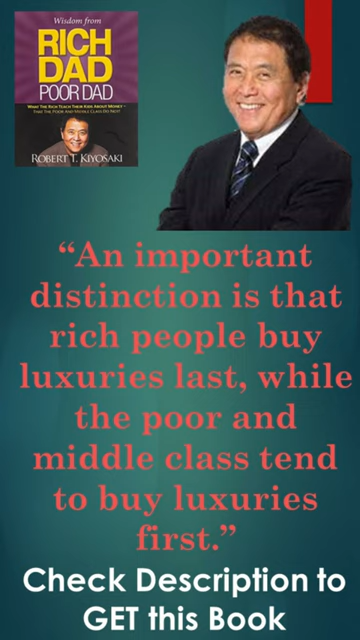 Wisdom from
RICH
DAD
POOR DAD
WHAT THE RICH TEACH THEIR KIDS ABOUT MONEY -
THAT THE POOR AND MIDDLE CLASS DO NOT!
ROBERT T. KIYOSAKI
“An important
distinction is that
rich people buy
luxuries last, while
the poor and
middle class tend
to buy luxuries
first.”
Check Description to
GET this Book